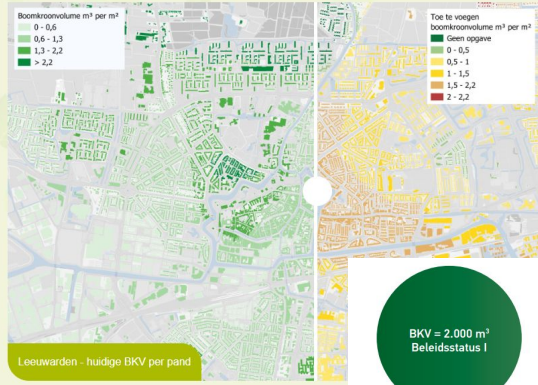 Boomkroonvolume m³ per m²
0 - 0,6
0,6 - 1,3
1,3 - 2,2
> 2,2
Toe te voegen
boomkroonvolume m³ per m²
Geen opgave
0 - 0,5
0,5 - 1
1 - 1,5
1,5 - 2,2
2 - 2,2
BKV = 2.000 m³
Beleidsstatus I
Leeuwarden - huidige BKV per pand